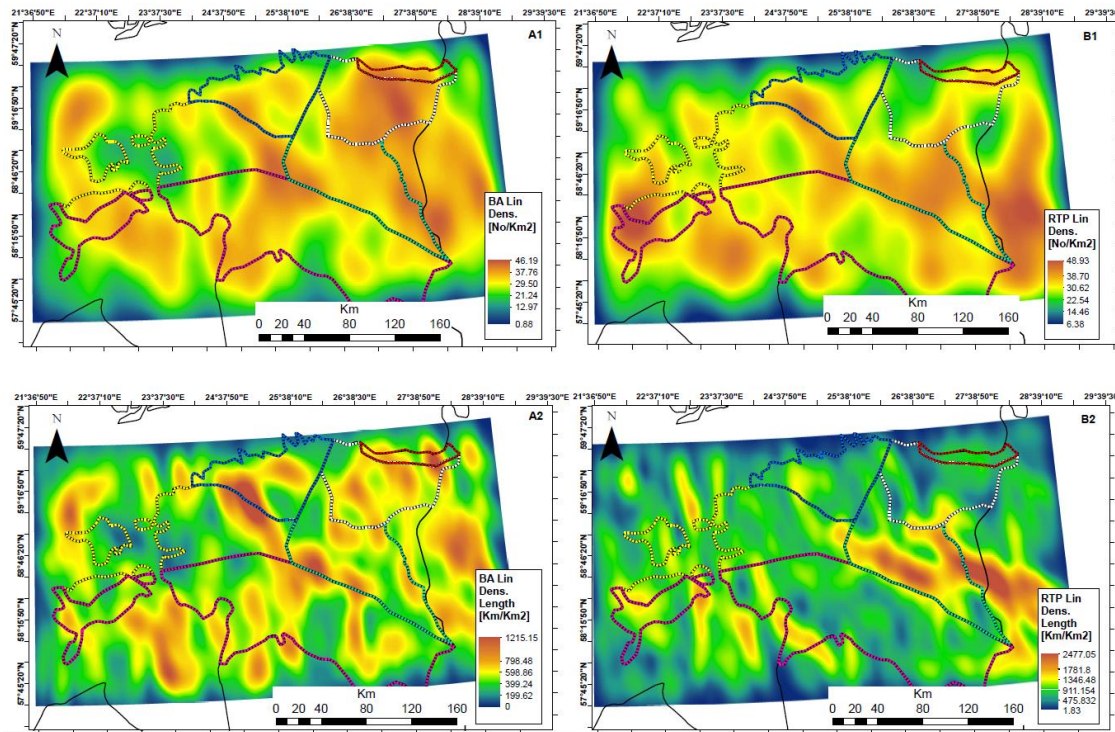 21°36'50"E 22°37'10"E 23°37'30"E 24°37'50"E 25°38'10"E 26°38'30"E 27°38'50"E 28°39'10"E 29°39'30"E
N
A1
59°47'20"N
59°16'50"N
58°46'20"N
58°15'50"N
57°45'20"N
BA Lin
Dens.
[No/Km2]
46.19
37.76
29.50
21.24
12.97
0.88
Km
0 20 40 80 120 160
21°36'50"E 22°37'10"E 23°37'30"E 24°37'50"E 25°38'10"E 26°38'30"E 27°38'50"E 28°39'10"E 29°39'30"E
N
B1
59°47'20"N
59°16'50"N
58°46'20"N
58°15'50"N
57°45'20"N
RTP Lin
Dens.
[No/Km2]
48.93
38.70
30.62
22.54
14.46
6.38
Km
0 20 40 80 120 160
21°36'50"E 22°37'10"E 23°37'30"E 24°37'50"E 25°38'10"E 26°38'30"E 27°38'50"E 28°39'10"E 29°39'30"E
N
A2
59°47'20"N
59°16'50"N
58°46'20"N
58°15'50"N
57°45'20"N
BA Lin
Dens.
Length
[Km/Km2]
1215.15
798.48
598.86
399.24
199.62
0
Km
0 20 40 80 120 160
21°36'50"E 22°37'10"E 23°37'30"E 24°37'50"E 25°38'10"E 26°38'30"E 27°38'50"E 28°39'10"E 29°39'30"E
N
B2
59°47'20"N
59°16'50"N
58°46'20"N
58°15'50"N
57°45'20"N
RTP Lin
Dens.
Length
[Km/Km2]
2477.05
1781.8
1346.48
911.154
475.832
1.83
Km
0 20 40 80 120 160